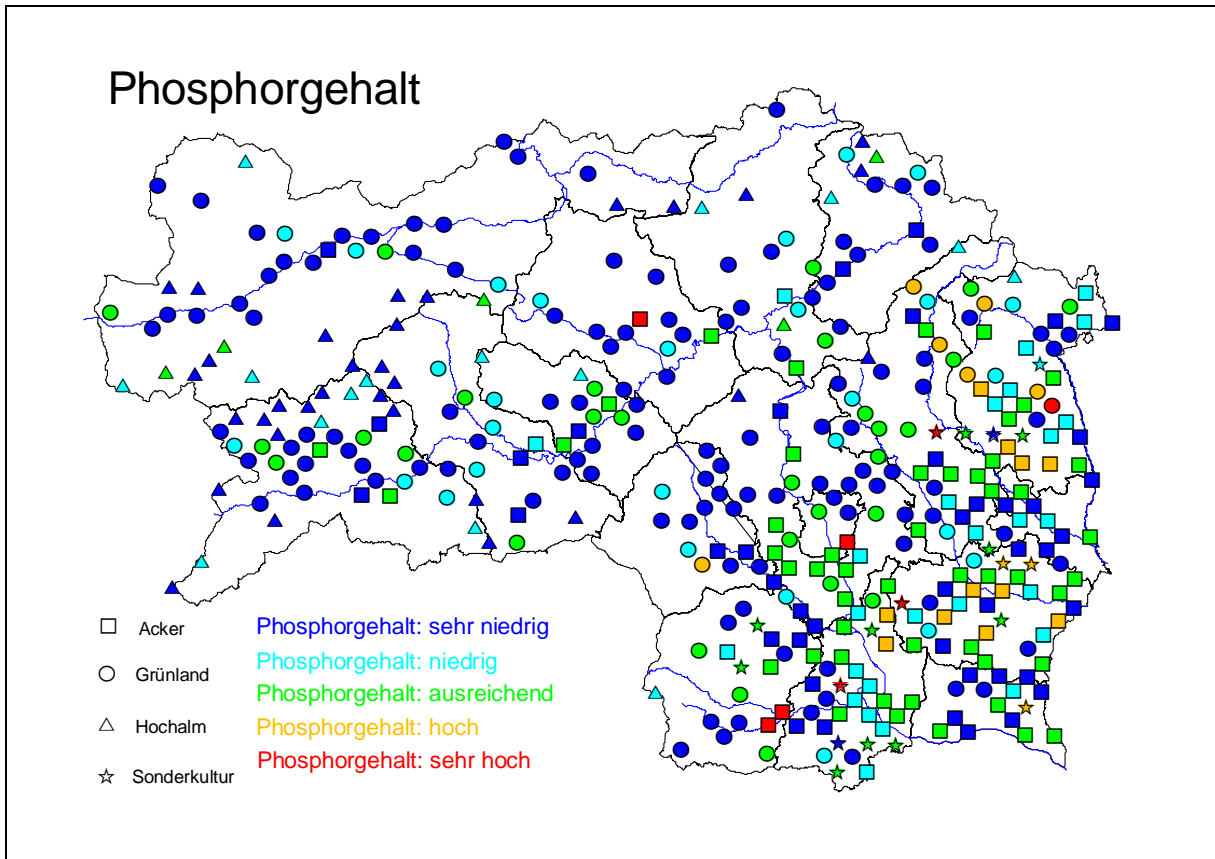 Phosphorgehalt
Acker
Phosphorgehalt: sehr niedrig
Grünland
Phosphorgehalt: niedrig
Phosphorgehalt: ausreichend
Hochalm
Phosphorgehalt: hoch
Sonderkultur
Phosphorgehalt: sehr hoch